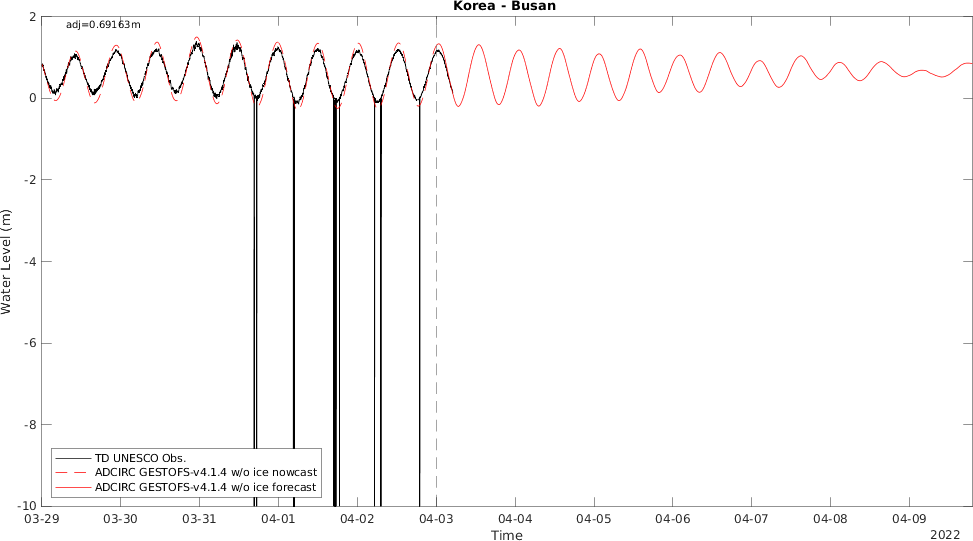 Korea - Busan
adj=0.69163m
2
0
-2
-4
-6
-8
-10
Water Level (m)
TD UNESCO Obs.
ADCIRC GESTOFS-v4.1.4 w/o ice nowcast
ADCIRC GESTOFS-v4.1.4 w/o ice forecast
03-29 03-30 03-31 04-01 04-02 04-03 04-04 04-05 04-06 04-07 04-08 04-09
Time
2022